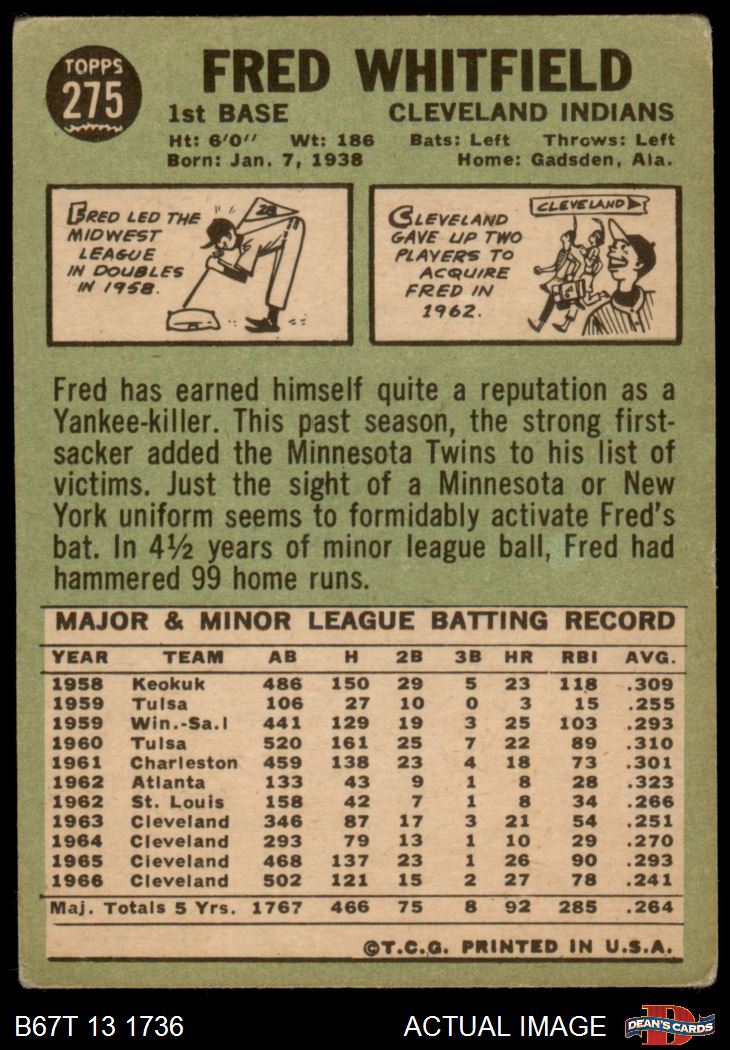 TOPPS
275
FRED WHITFIELD
1st BASE CLEVELAND INDIANS
Ht: 6'0" Wt: 186 Bats: Left Throws: Left
Born: Jan. 7, 1938 Home: Gadsden, Ala.
FRED LED THE
MIDWEST
LEAGUE
IN DOUBLES
IN 1958.
28
CLEVELAND
GAVE UP TWO
PLAYERS TO
ACQUIRE
FRED IN
1962.
CLEVELAND
Fred has earned himself quite a reputation as a
Yankee-killer. This past season, the strong first-
sacker added the Minnesota Twins to his list of
victims. Just the sight of a Minnesota or New
York uniform seems to formidably activate Fred's
bat. In 4½ years of minor league ball, Fred had
hammered 99 home runs.
MAJOR & MINOR LEAGUE BATTING RECORD
YEAR TEAM AB H 2B 3B HR RBI AVG.
1958 Keokuk 486 150 29 5 23 118 .309
1959 Tulsa 106 27 10 0 3 15 .255
1959 Win.-Sa.l 441 129 19 3 25 103 .293
1960 Tulsa 520 161 25 7 22 89 .310
1961 Charleston 459 138 23 4 18 73 .301
1962 Atlanta 133 43 9 1 8 28 .323
1962 St. Louis 158 42 7 1 8 34 .266
1963 Cleveland 346 87 17 3 21 54 .251
1964 Cleveland 293 79 13 1 10 29 .270
1965 Cleveland 468 137 23 1 26 90 .293
1966 Cleveland 502 121 15 2 27 78 .241
Maj. Totals 5 Yrs. 1767 466 75 8 92 285 .264
©T.C.G. PRINTED IN U.S.A.
B67T 13 1736 ACTUAL IMAGE
D
DEAN'S CARDS